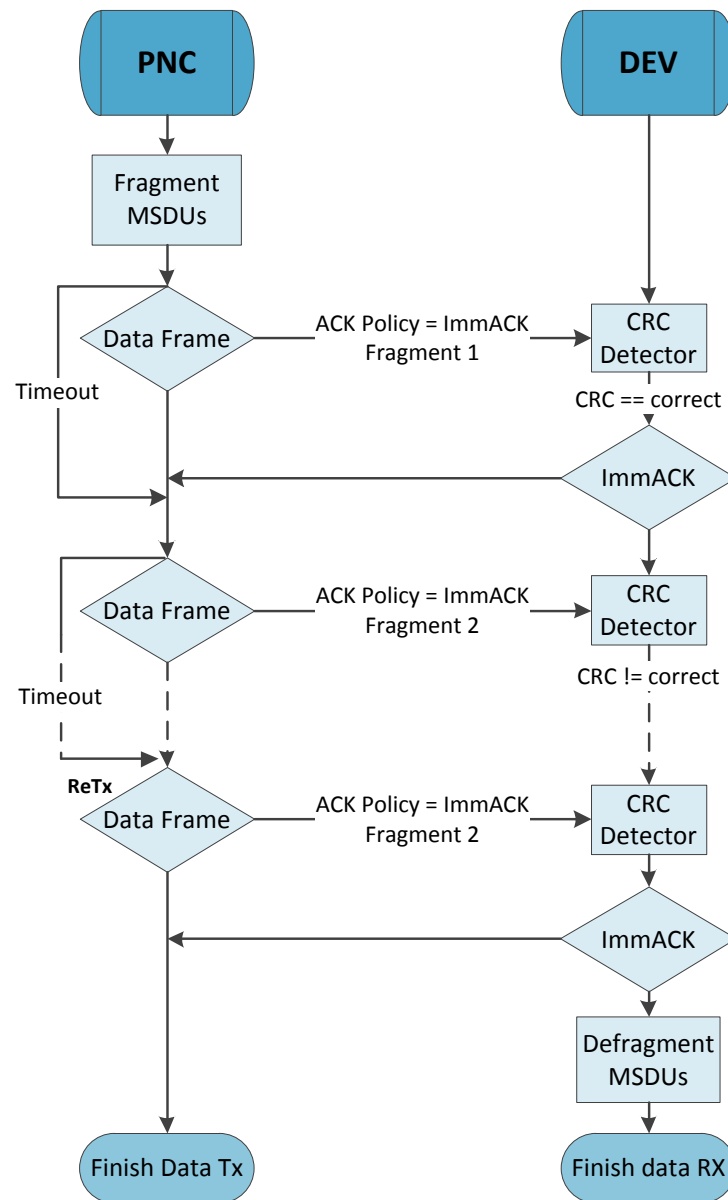 PNC
DEV
Fragment
MSDUs
Data Frame
ACK Policy = ImmACK
Fragment 1
CRC
Detector
Timeout
CRC == correct
ImmACK
Data Frame
ACK Policy = ImmACK
Fragment 2
CRC
Detector
CRC != correct
Timeout
ReTx
Data Frame
ACK Policy = ImmACK
Fragment 2
CRC
Detector
ImmACK
Defragment
MSDUs
Finish Data Tx
Finish data RX